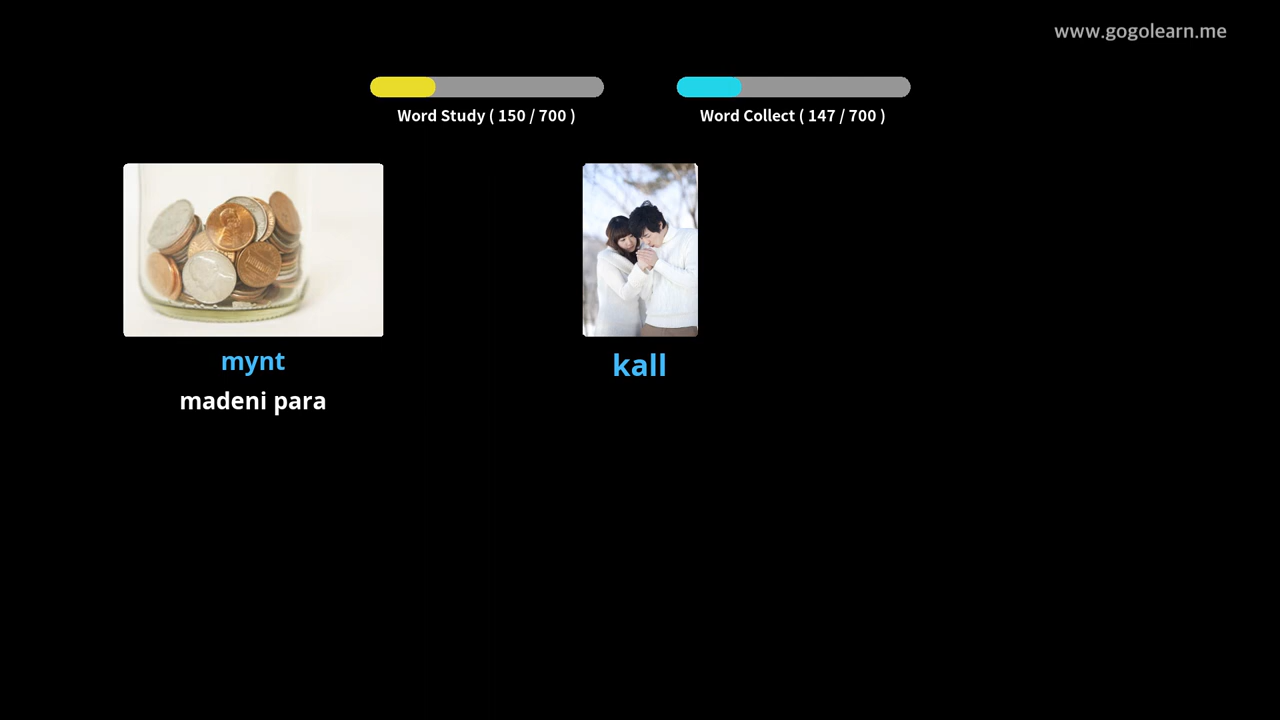 www.gogolearn.me
Word Study ( 150 / 700 )
Word Collect ( 147 / 700 )
mynt
madeni para
kall